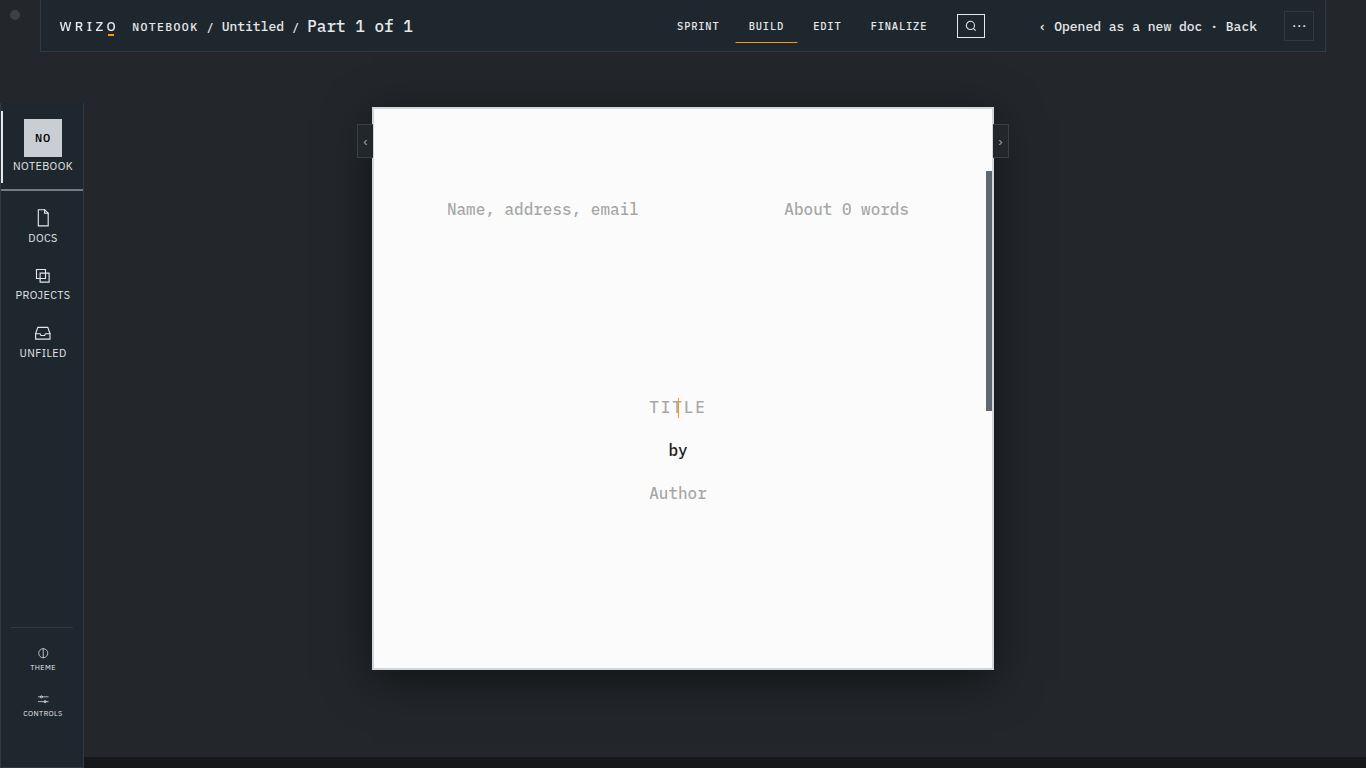 WRIZO NOTEBOOK / Untitled / Part 1 of 1
SPRINT BUILD EDIT FINALIZE
‹ Opened as a new doc · Back ···
NO
NOTEBOOK
DOCS
PROJECTS
UNFILED
THEME
CONTROLS
‹
›
Name, address, email About 0 words
TITLE
by
Author